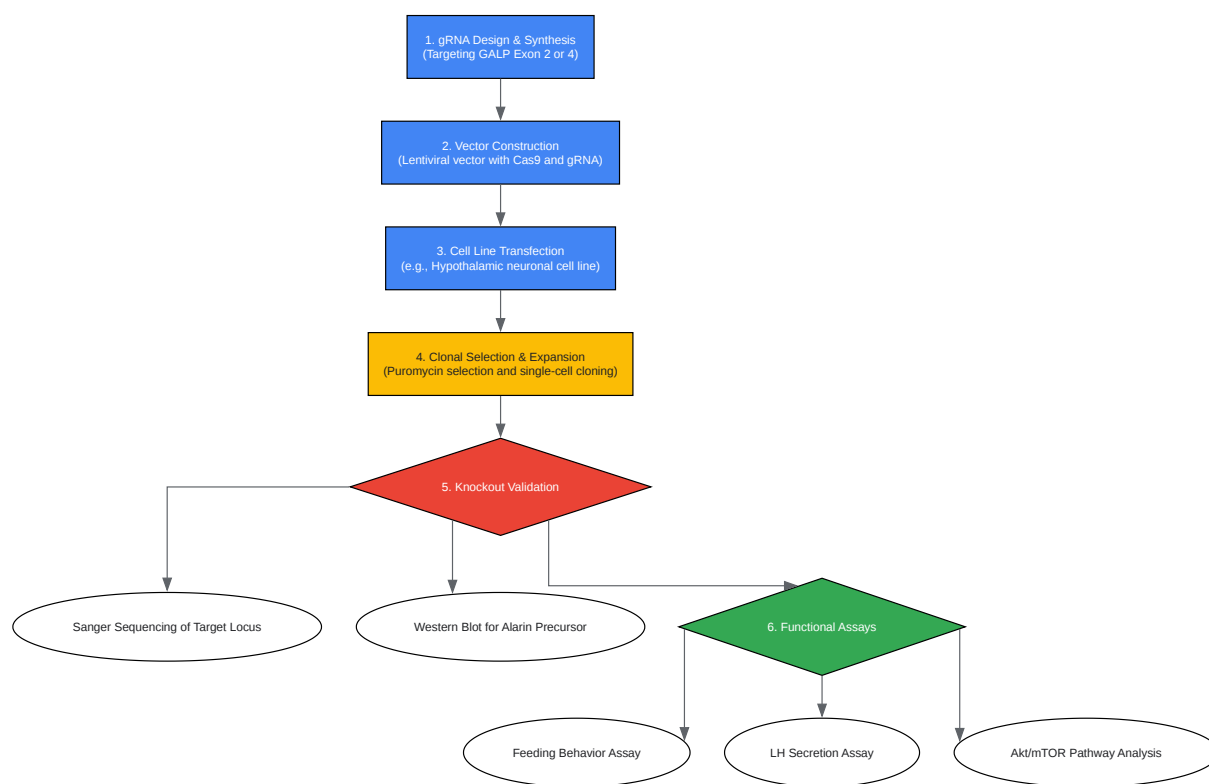 1. gRNA Design & Synthesis
(Targeting GALP Exon 2 or 4)
2. Vector Construction
(Lentiviral vector with Cas9 and gRNA)
3. Cell Line Transfection
(e.g., Hypothalamic neuronal cell line)
4. Clonal Selection & Expansion
(Puromycin selection and single-cell cloning)
5. Knockout Validation
Sanger Sequencing of Target Locus
Western Blot for Alarin Precursor
6. Functional Assays
Feeding Behavior Assay
LH Secretion Assay
Akt/mTOR Pathway Analysis